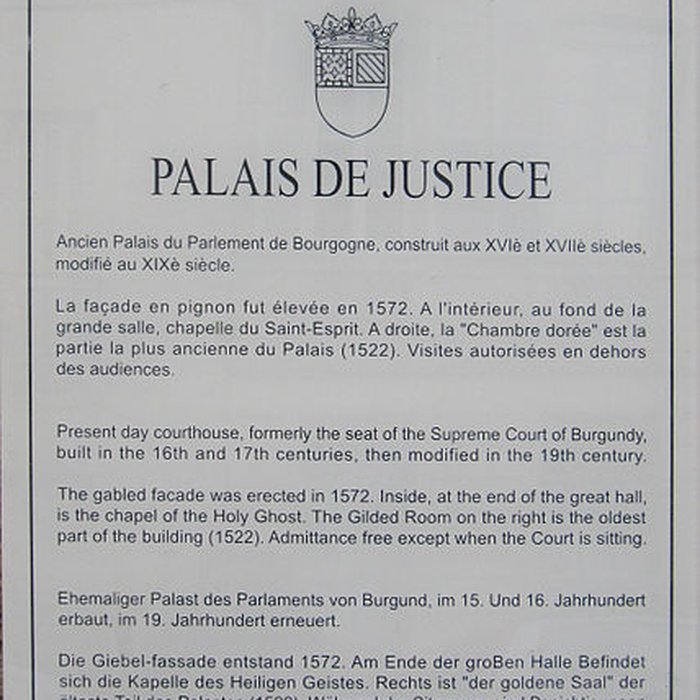 PALAIS DE JUSTICE
Ancien Palais du Parlement de Bourgogne, construit aux XVIè et XVIIè siècles,
modifié au XIXè siècle.
La façade en pignon fut élevée en 1572. A l'intérieur, au fond de la
grande salle, chapelle du Saint-Esprit. A droite, la "Chambre dorée" est la
partie la plus ancienne du Palais (1522). Visites autorisées en dehors
des audiences.
Present day courthouse, formerly the seat of the Supreme Court of Burgundy,
built in the 16th and 17th centuries, then modified in the 19th century.
The gabled facade was erected in 1572. Inside, at the end of the great hall,
is the chapel of the Holy Ghost. The Gilded Room on the right is the oldest
part of the building (1522). Admittance free except when the Court is sitting.
Ehemaliger Palast des Parlaments von Burgund, im 15. Und 16. Jahrhundert
erbaut, im 19. Jahrhundert erneuert.
Die Giebel-fassade entstand 1572. Am Ende der groBen Halle Befindet
sich die Kapelle des Heiligen Geistes. Rechts ist "der goldene Saal" der